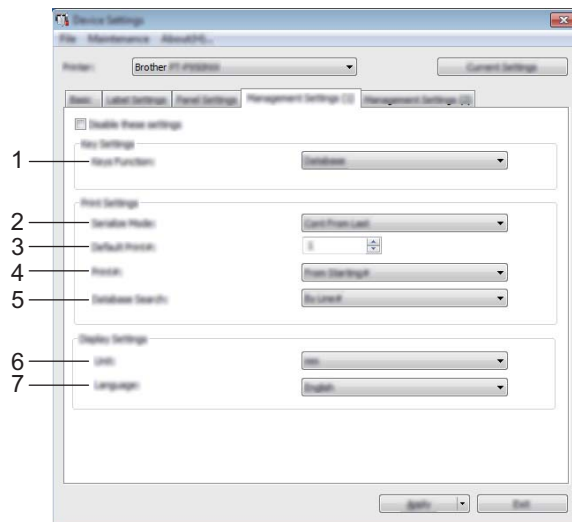 Device Settings
File Maintenance About(H)...
Printer: Brother PT-P950NW Current Settings
Basic Label Settings Panel Settings Management Settings [1] Management Settings [2]
Disable these settings
Key Settings
1 Keys Function: Database
Print Settings
2 Serialize Mode: Cont From Last
3 Default Print#: 1
4 Print#: From Starting#
5 Database Search: By Line#
Display Settings
6 Unit: mm
7 Language: English
Apply Exit